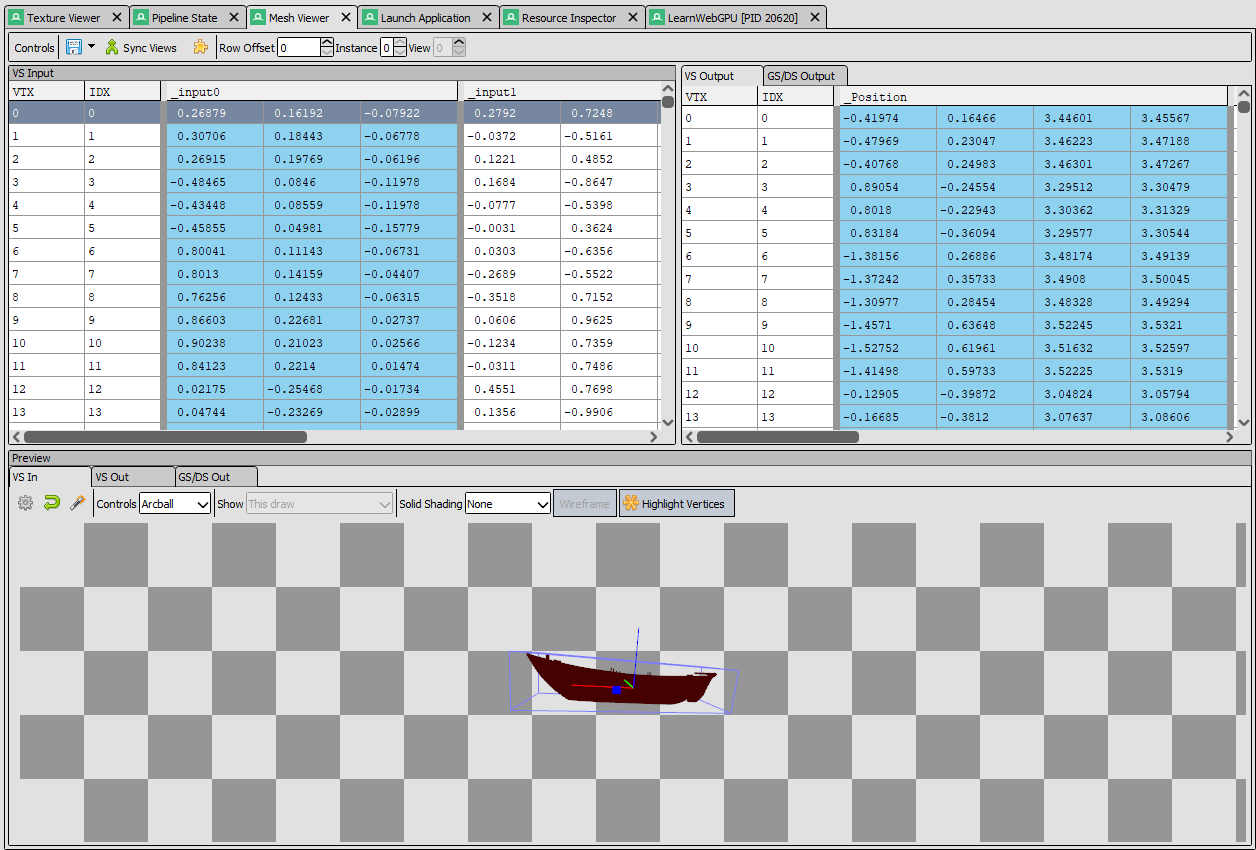 Texture Viewer Pipeline State Mesh Viewer Launch Application Resource Inspector LearnWebGPU [PID 20620]
Controls Sync Views Row Offset 0 Instance 0 View 0
VS Input
VTX IDX _input0 _input1
0 0 0.26879 0.16192 -0.07922 0.2792 0.7248
1 1 0.30706 0.18443 -0.06778 -0.0372 -0.5161
2 2 0.26915 0.19769 -0.06196 0.1221 0.4852
3 3 -0.48465 0.0846 -0.11978 0.1684 -0.8647
4 4 -0.43448 0.08559 -0.11978 -0.0777 -0.5398
5 5 -0.45855 0.04981 -0.15779 -0.0031 0.3624
6 6 0.80041 0.11143 -0.06731 0.0303 -0.6356
7 7 0.8013 0.14159 -0.04407 -0.2689 -0.5522
8 8 0.76256 0.12433 -0.06315 -0.3518 0.7152
9 9 0.86603 0.22681 0.02737 0.0606 0.9625
10 10 0.90238 0.21023 0.02566 -0.1234 0.7359
11 11 0.84123 0.2214 0.01474 -0.0311 0.7486
12 12 0.02175 -0.25468 -0.01734 0.4551 0.7698
13 13 0.04744 -0.23269 -0.02899 0.1356 -0.9906
VS Output GS/DS Output
VTX IDX _Position
0 0 -0.41974 0.16466 3.44601 3.45567
1 1 -0.47969 0.23047 3.46223 3.47188
2 2 -0.40768 0.24983 3.46301 3.47267
3 3 0.89054 -0.24554 3.29512 3.30479
4 4 0.8018 -0.22943 3.30362 3.31329
5 5 0.83184 -0.36094 3.29577 3.30544
6 6 -1.38156 0.26886 3.48174 3.49139
7 7 -1.37242 0.35733 3.4908 3.50045
8 8 -1.30977 0.28454 3.48328 3.49294
9 9 -1.4571 0.63648 3.52245 3.5321
10 10 -1.52752 0.61961 3.51632 3.52597
11 11 -1.41498 0.59733 3.52225 3.5319
12 12 -0.12905 -0.39872 3.04824 3.05794
13 13 -0.16685 -0.3812 3.07637 3.08606
Preview
VS In VS Out GS/DS Out
Controls Arcball Show This draw Solid Shading None Wireframe Highlight Vertices